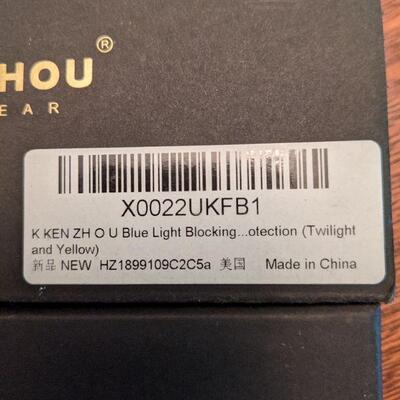 HOU®
EAR
X0022UKFB1
K KEN ZH O U Blue Light Blocking...otection (Twilight
and Yellow)
新品 NEW HZ1899109C2C5a 美国 Made in China